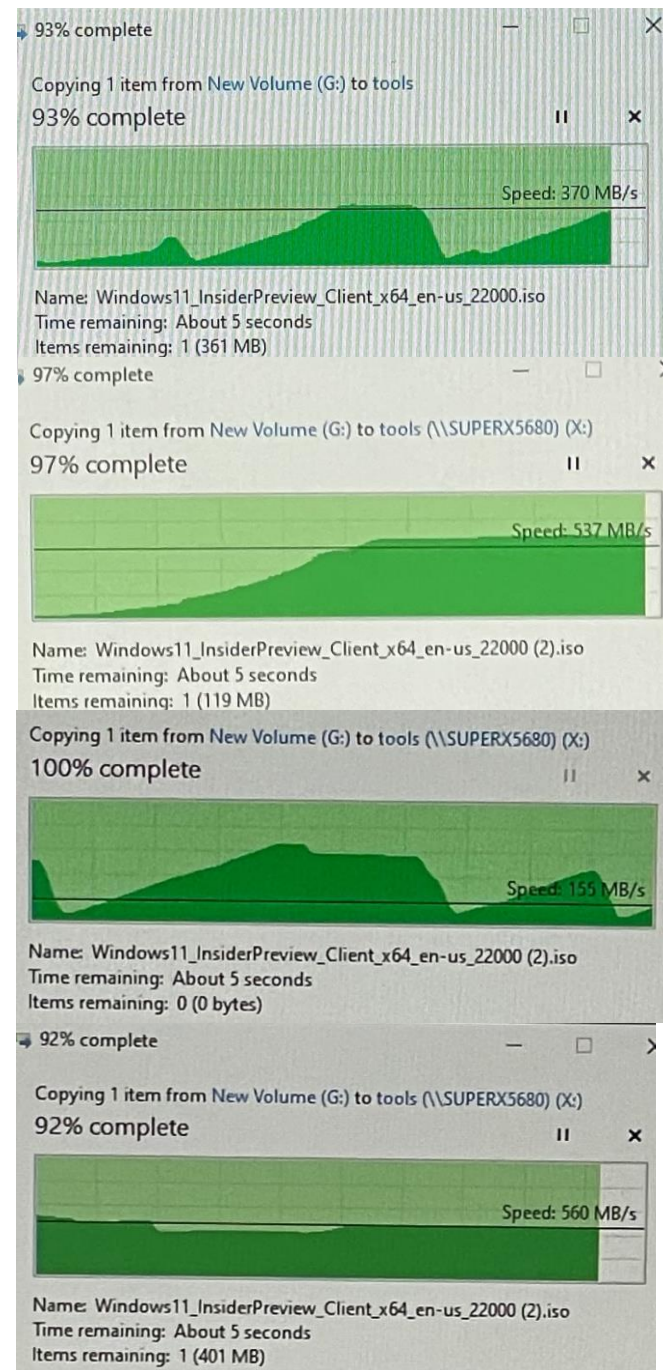 93% complete
Copying 1 item from New Volume (G:) to tools
93% complete
Speed: 370 MB/s
Name: Windows11_InsiderPreview_Client_x64_en-us_22000.iso
Time remaining: About 5 seconds
Items remaining: 1 (361 MB)
97% complete
Copying 1 item from New Volume (G:) to tools (\\SUPERX5680) (X:)
97% complete
Speed: 537 MB/s
Name: Windows11_InsiderPreview_Client_x64_en-us_22000 (2).iso
Time remaining: About 5 seconds
Items remaining: 1 (119 MB)
Copying 1 item from New Volume (G:) to tools (\\SUPERX5680) (X:)
100% complete
Speed: 155 MB/s
Name: Windows11_InsiderPreview_Client_x64_en-us_22000 (2).iso
Time remaining: About 5 seconds
Items remaining: 0 (0 bytes)
92% complete
Copying 1 item from New Volume (G:) to tools (\\SUPERX5680) (X:)
92% complete
Speed: 560 MB/s
Name: Windows11_InsiderPreview_Client_x64_en-us_22000 (2).iso
Time remaining: About 5 seconds
Items remaining: 1 (401 MB)